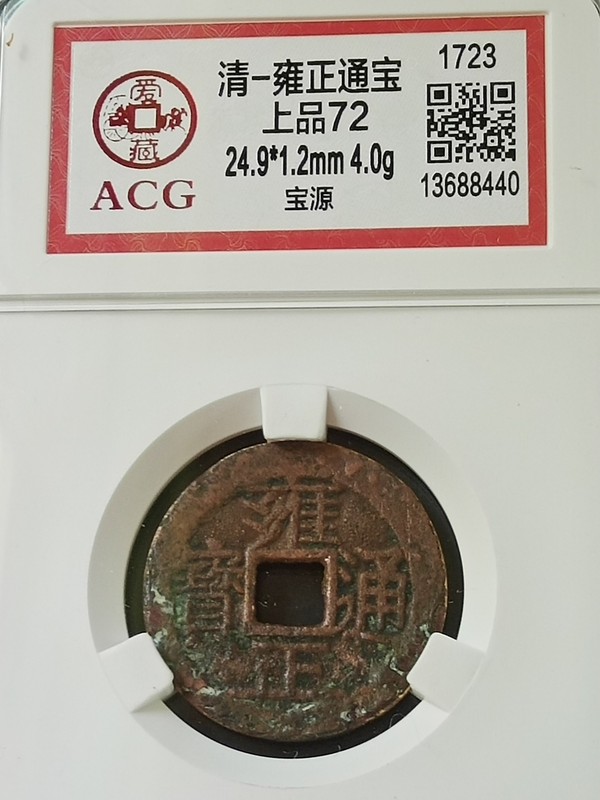 爱藏
ACG
清-雍正通宝
上品72
24.9*1.2mm 4.0g
宝源
1723
13688440
雍正通寶